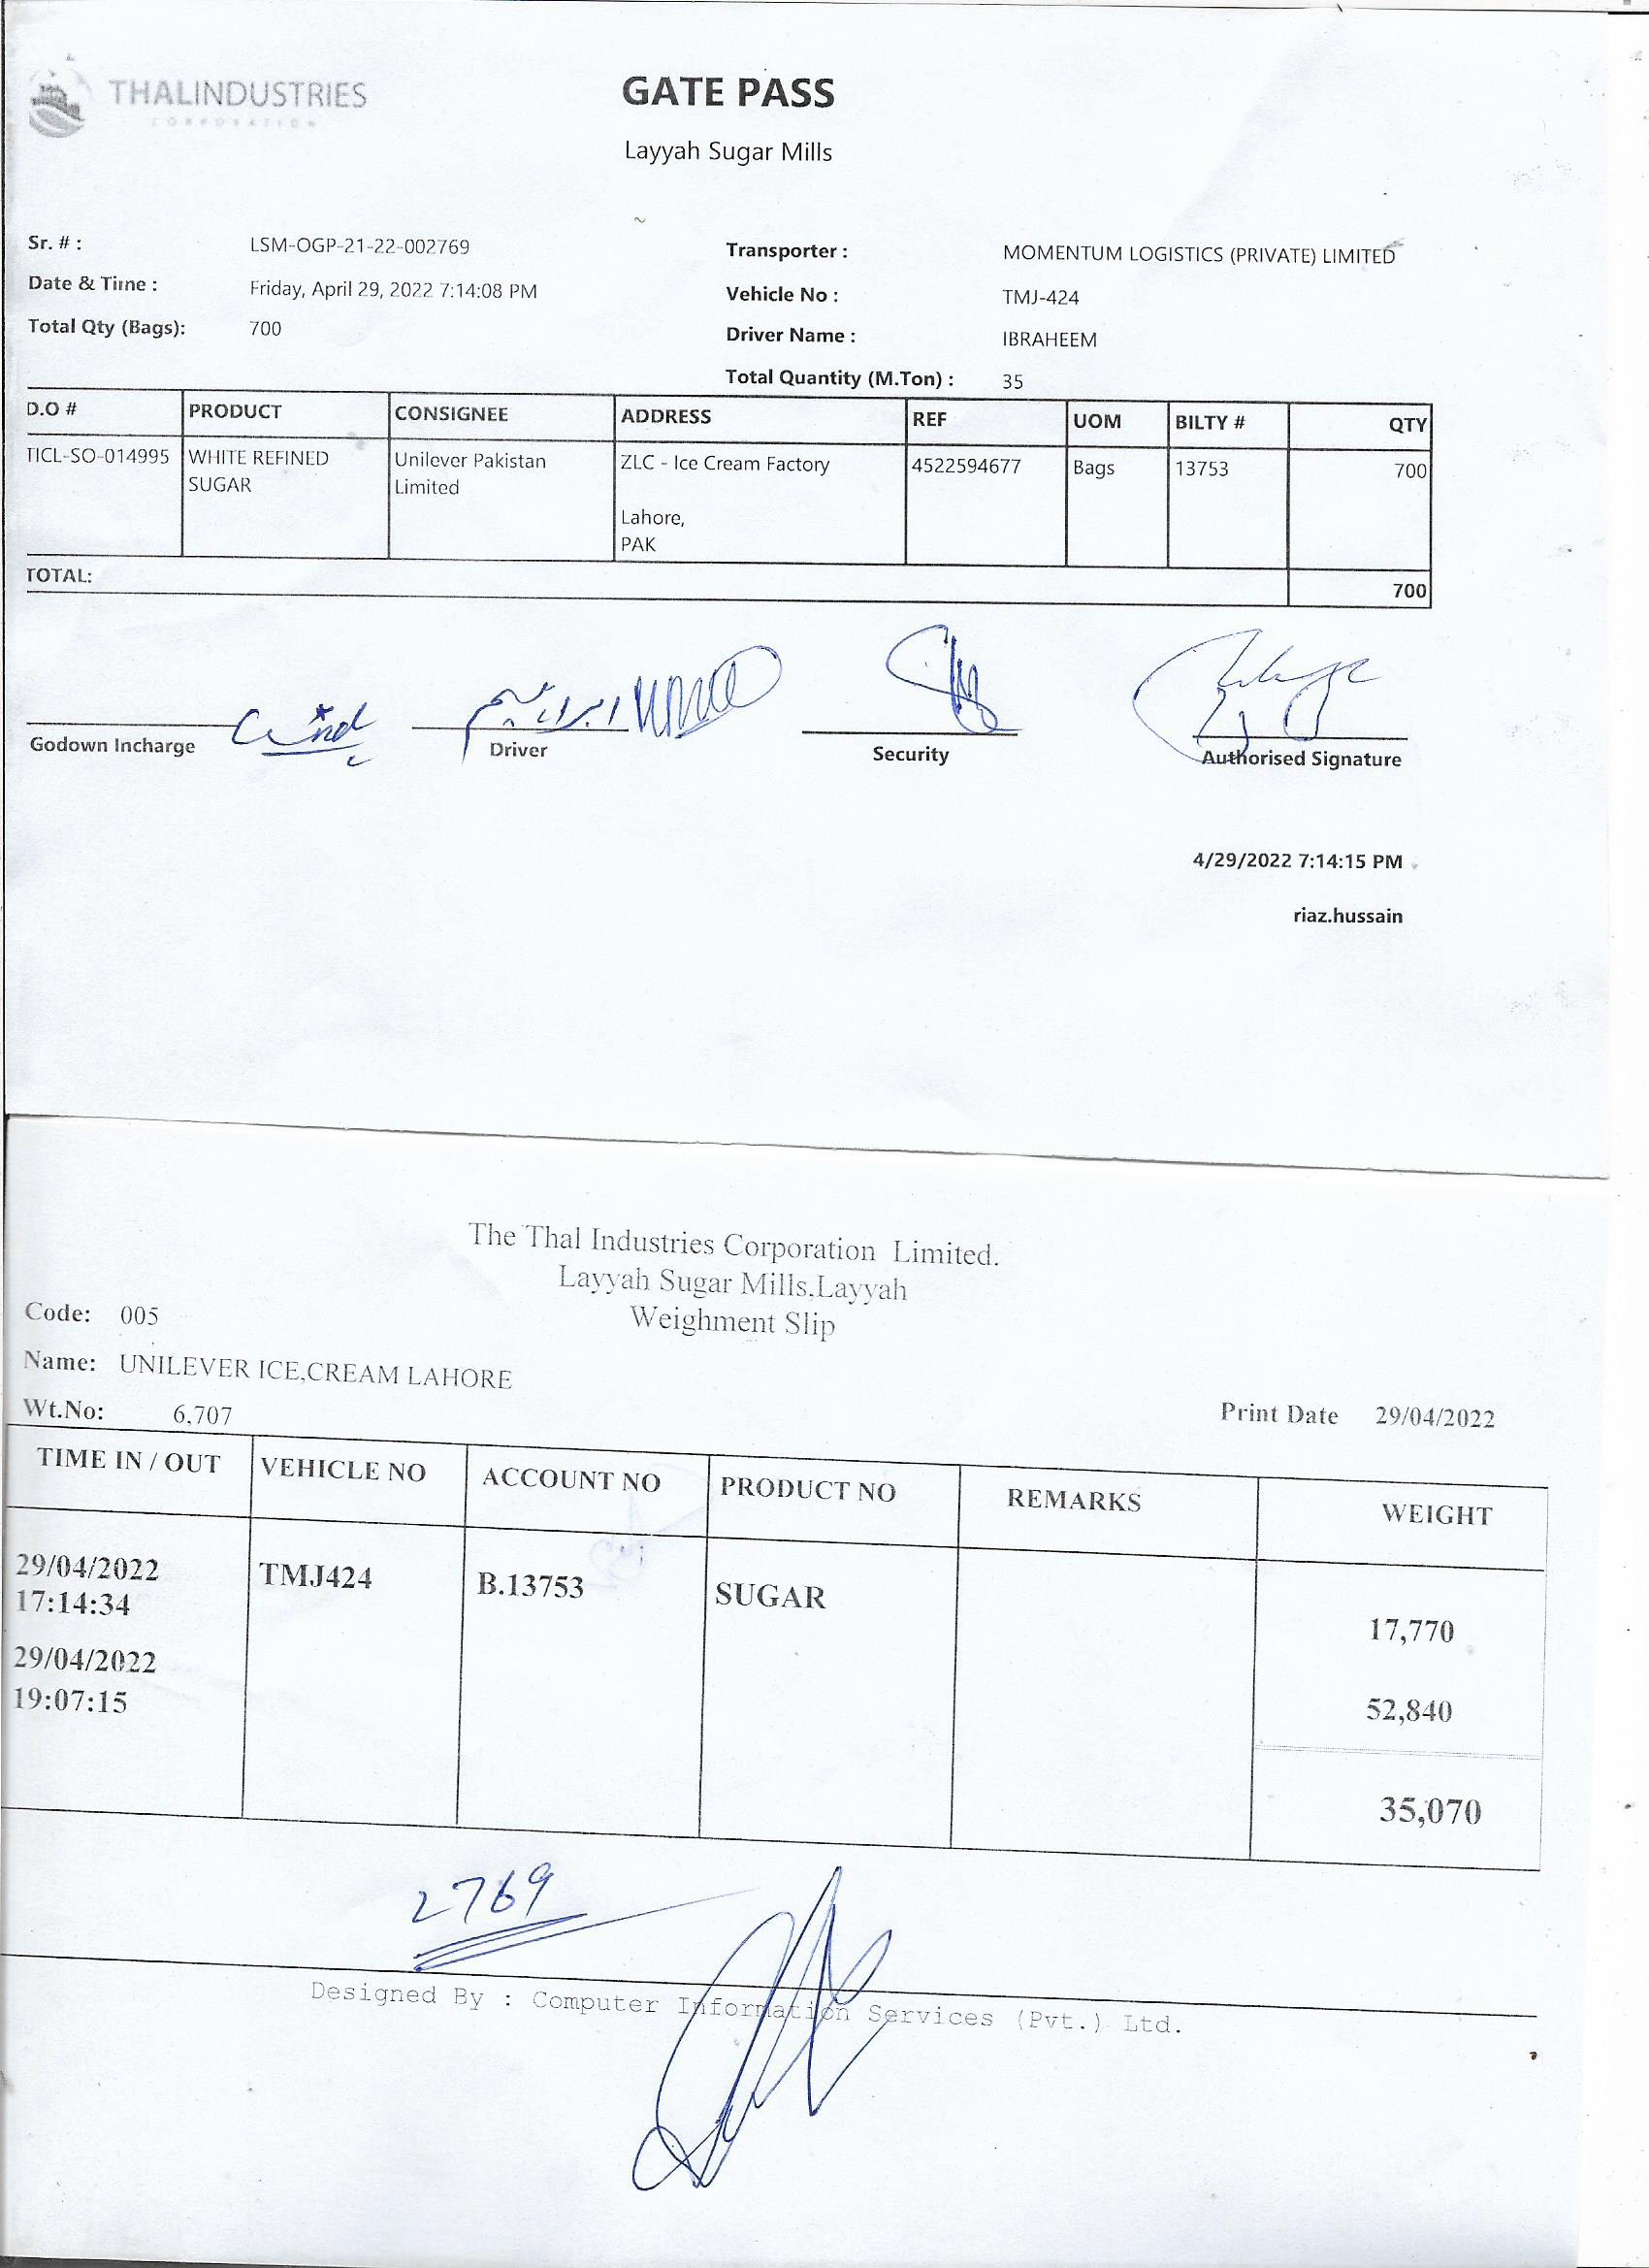 THALINDUSTRIES
CORPORATION
GATE PASS
Layyah Sugar Mills
Sr. # : LSM-OGP-21-22-002769
Transporter : MOMENTUM LOGISTICS (PRIVATE) LIMITED
Date & Time : Friday, April 29, 2022 7:14:08 PM
Vehicle No : TMJ-424
Total Qty (Bags): 700
Driver Name : IBRAHEEM
Total Quantity (M.Ton) : 35
D.O # PRODUCT CONSIGNEE ADDRESS REF UOM BILTY # QTY
TICL-SO-014995 WHITE REFINED Unilever Pakistan ZLC - Ice Cream Factory 4522594677 Bags 13753 700
SUGAR Limited
Lahore,
PAK
TOTAL: 700
ابراہیم
Godown Incharge Driver Security Authorised Signature
4/29/2022 7:14:15 PM
riaz.hussain
The Thal Industries Corporation Limited.
Layyah Sugar Mills,Layyah
Weighment Slip
Code: 005
Name: UNILEVER ICE,CREAM LAHORE
Wt.No: 6,707 Print Date 29/04/2022
TIME IN / OUT VEHICLE NO ACCOUNT NO PRODUCT NO REMARKS WEIGHT
29/04/2022 TMJ424 B.13753 SUGAR
17:14:34 17,770
29/04/2022
19:07:15 52,840
35,070
2769
Designed By : Computer Information Services (Pvt.) Ltd.